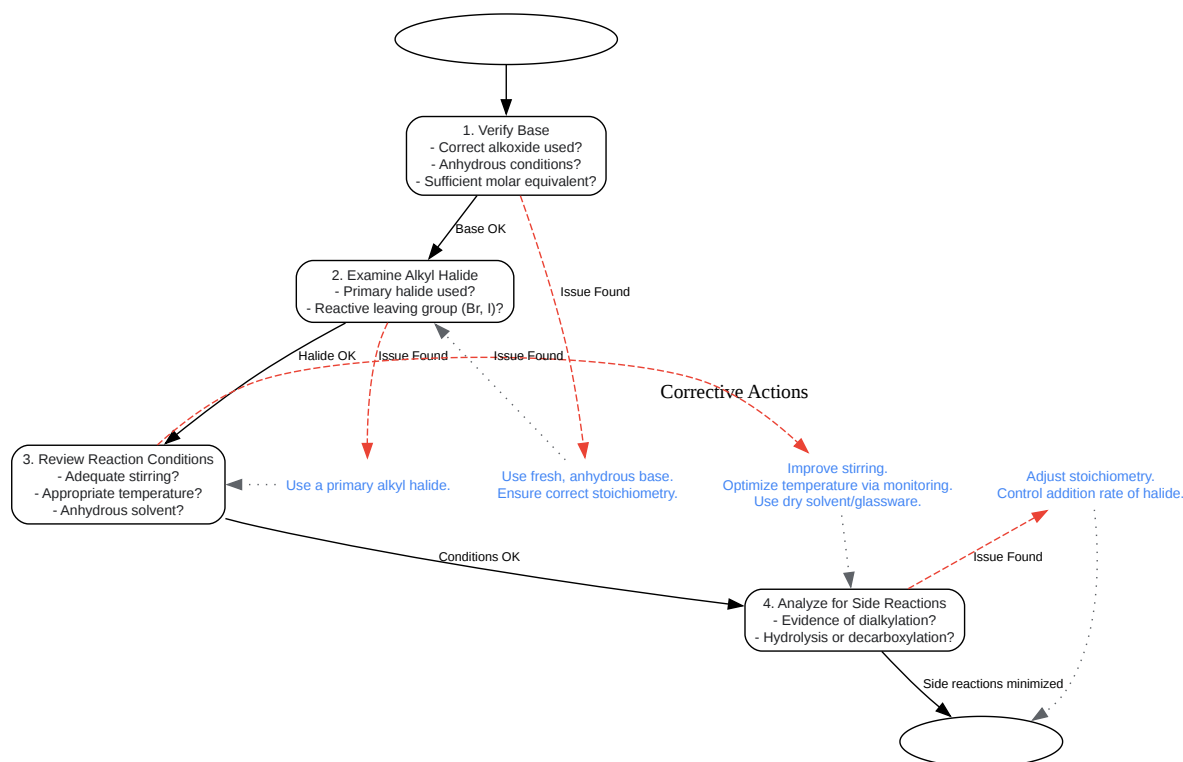 1. Verify Base
- Correct alkoxide used?
- Anhydrous conditions?
- Sufficient molar equivalent?
Base OK
2. Examine Alkyl Halide
- Primary halide used?
- Reactive leaving group (Br, I)?
Issue Found
Halide OK
Issue Found
Issue Found
Corrective Actions
3. Review Reaction Conditions
- Adequate stirring?
- Appropriate temperature?
- Anhydrous solvent?
Use a primary alkyl halide.
Use fresh, anhydrous base.
Ensure correct stoichiometry.
Improve stirring.
Optimize temperature via monitoring.
Use dry solvent/glassware.
Adjust stoichiometry.
Control addition rate of halide.
Conditions OK
Issue Found
4. Analyze for Side Reactions
- Evidence of dialkylation?
- Hydrolysis or decarboxylation?
Side reactions minimized